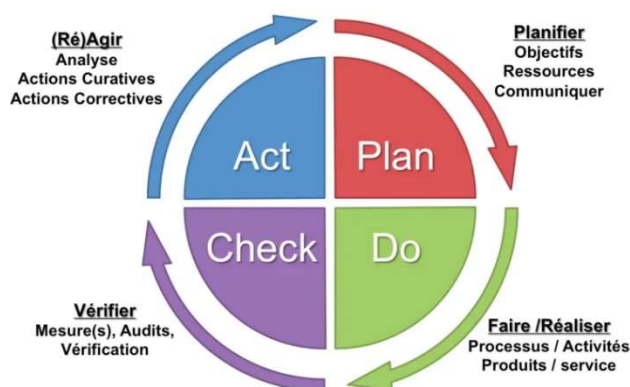 (Ré)Agir
Analyse
Actions Curatives
Actions Correctives
Planifier
Objectifs
Ressources
Communiquer
Act
Plan
Check
Do
Vérifier
Mesure(s), Audits,
Vérification
Faire /Réaliser
Processus / Activités
Produits / service